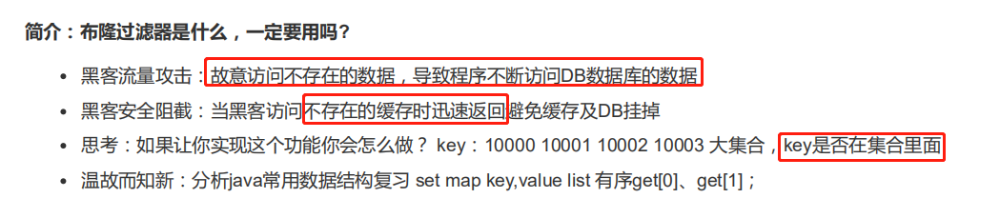 简介：布隆过滤器是什么，一定要用吗?
黑客流量攻击：故意访问不存在的数据，导致程序不断访问DB数据库的数据
黑客安全阻截：当黑客访问不存在的缓存时迅速返回避免缓存及DB挂掉
思考：如果让你实现这个功能你会怎么做？ key：10000 10001 10002 10003 大集合，key是否在集合里面
温故而知新：分析java常用数据结构复习 set map key,value list 有序get[0]、get[1]；